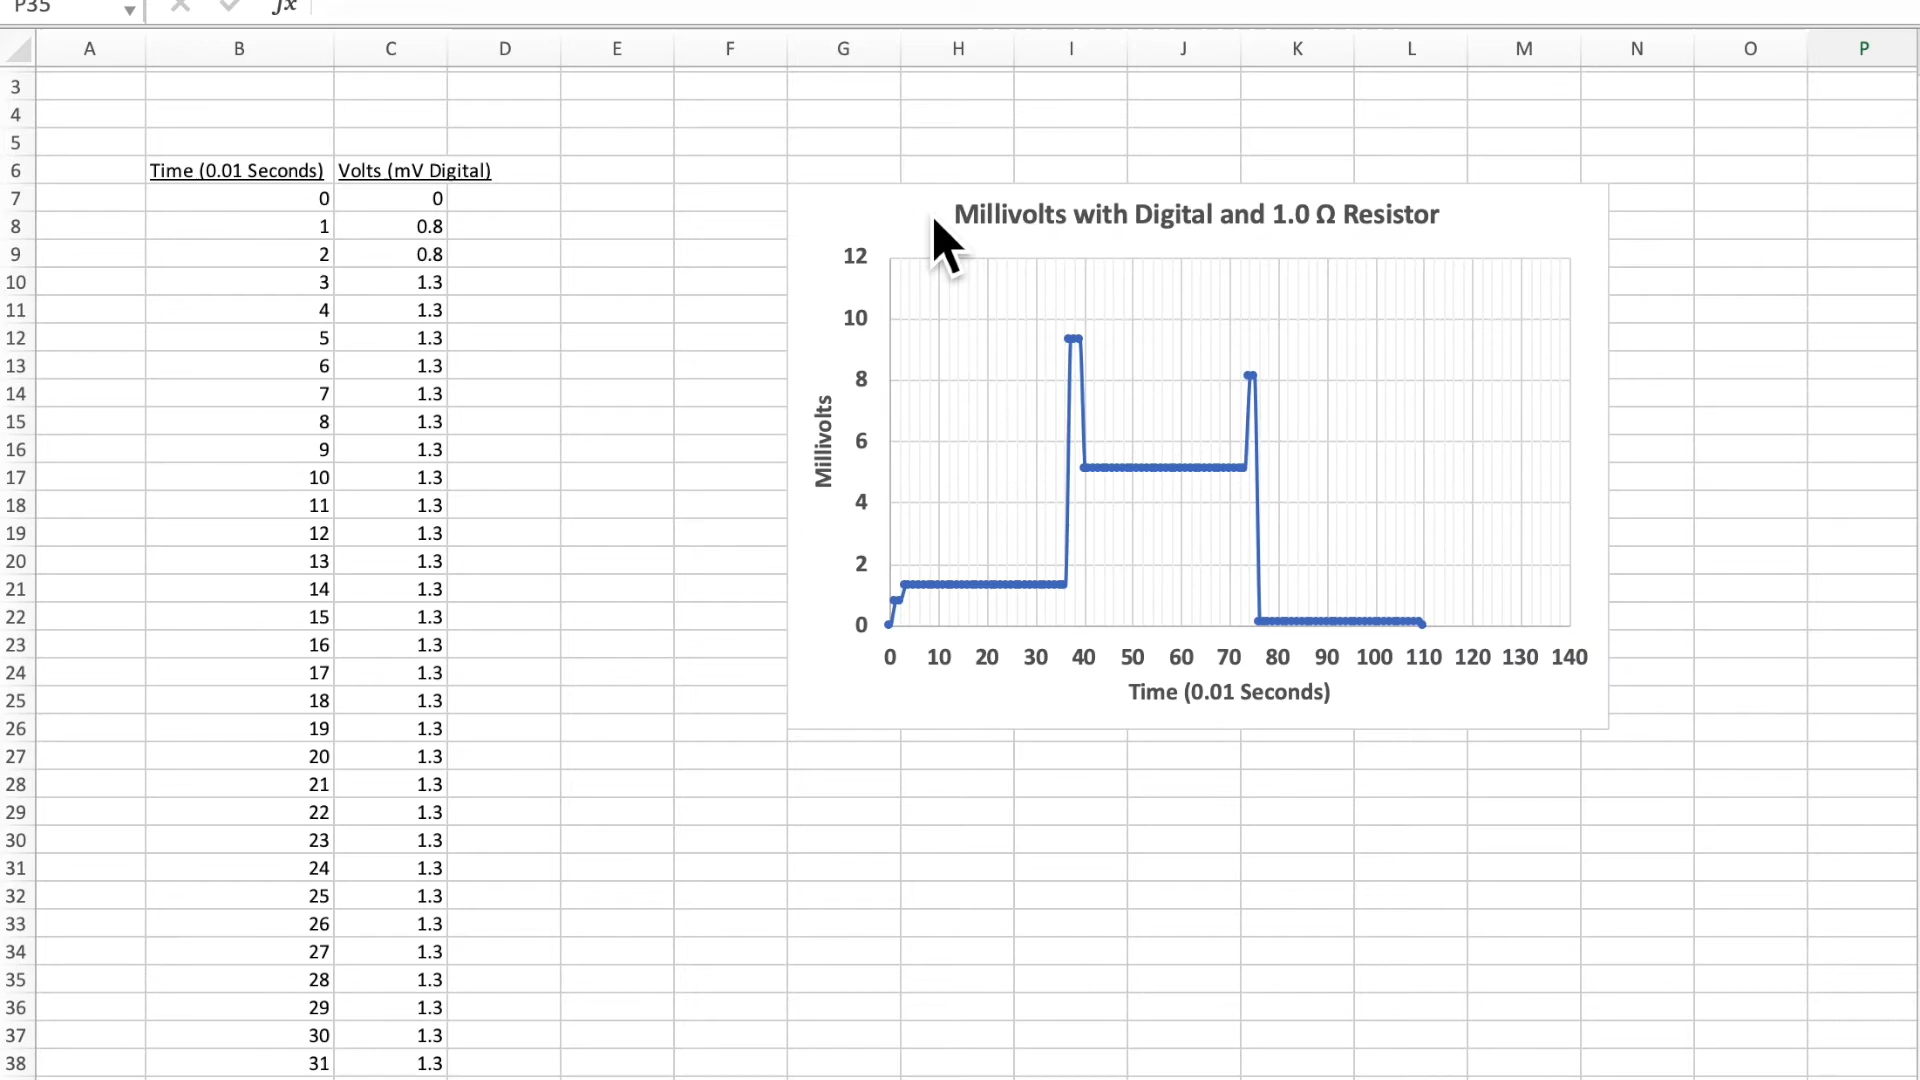 P35 fx
A B C D E F G H I J K L M N O P
3
4
5
6 Time (0.01 Seconds) Volts (mV Digital)
7 0 0
8 1 0.8
9 2 0.8
10 3 1.3
11 4 1.3
12 5 1.3
13 6 1.3
14 7 1.3
15 8 1.3
16 9 1.3
17 10 1.3
18 11 1.3
19 12 1.3
20 13 1.3
21 14 1.3
22 15 1.3
23 16 1.3
24 17 1.3
25 18 1.3
26 19 1.3
27 20 1.3
28 21 1.3
29 22 1.3
30 23 1.3
31 24 1.3
32 25 1.3
33 26 1.3
34 27 1.3
35 28 1.3
36 29 1.3
37 30 1.3
38 31 1.3
Millivolts with Digital and 1.0 Ω Resistor
Millivolts
12
10
8
6
4
2
0
0 10 20 30 40 50 60 70 80 90 100 110 120 130 140
Time (0.01 Seconds)